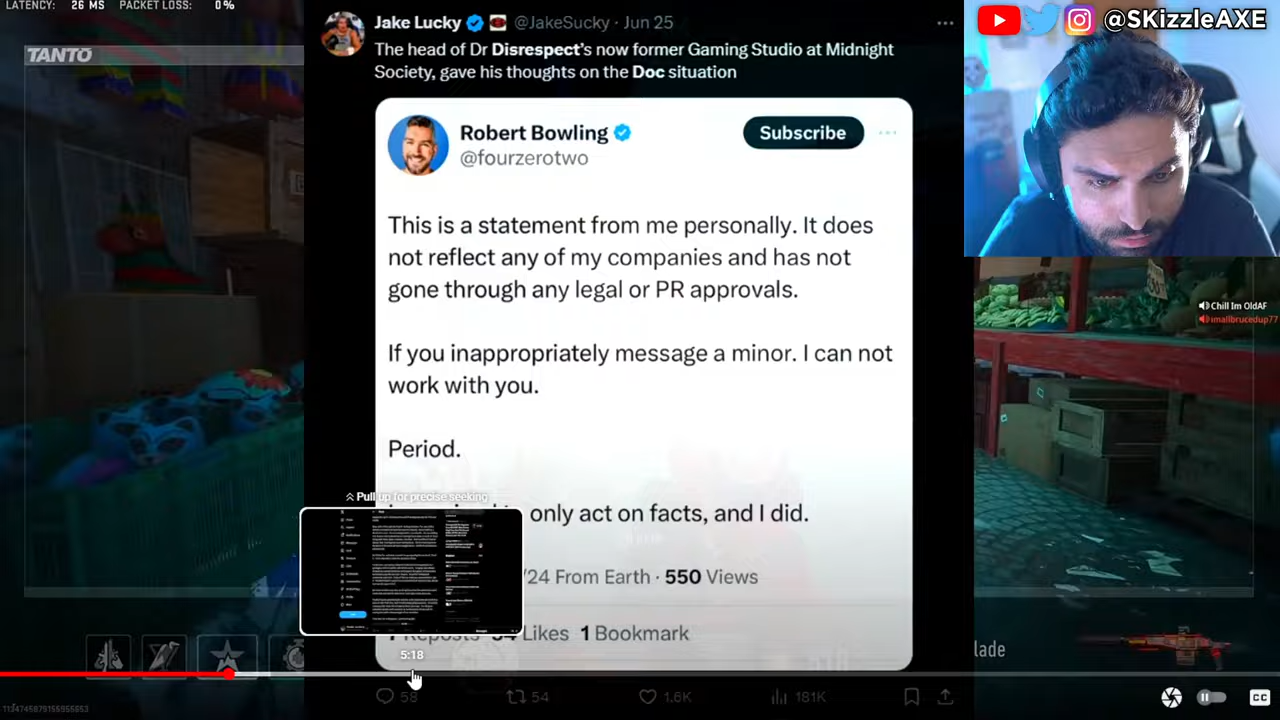 LATENCY: 26 MS PACKET LOSS: 0 %
TANTO
Jake Lucky @JakeSucky · Jun 25
The head of Dr Disrespect's now former Gaming Studio at Midnight
Society, gave his thoughts on the Doc situation
@SKizzleAXE
Robert Bowling
@fourzerotwo
Subscribe
This is a statement from me personally. It does
not reflect any of my companies and has not
gone through any legal or PR approvals.
Chill Im OldAF
imallbrucedup77
If you inappropriately message a minor. I can not
work with you.
Period.
Pull up for precise seeking
only act on facts, and I did.
/24 From Earth · 550 Views
Reposts 54 Likes 1 Bookmark
lade
5:18
58
54
1.6K
181K
CC